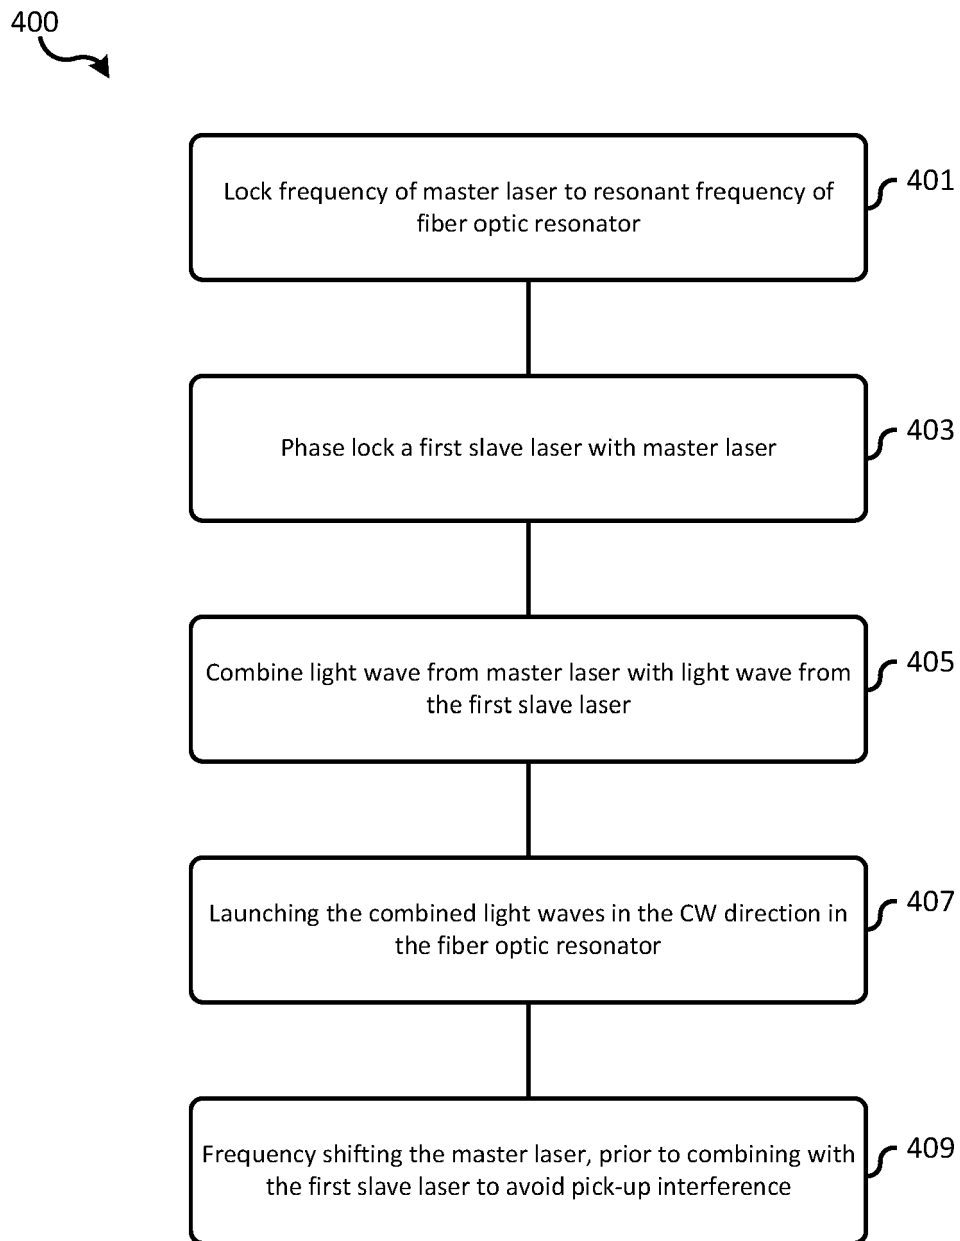 400
Lock frequency of master laser to resonant frequency of
fiber optic resonator
401
Phase lock a first slave laser with master laser
403
Combine light wave from master laser with light wave from
the first slave laser
405
Launching the combined light waves in the CW direction in
the fiber optic resonator
407
Frequency shifting the master laser, prior to combining with
the first slave laser to avoid pick-up interference
409